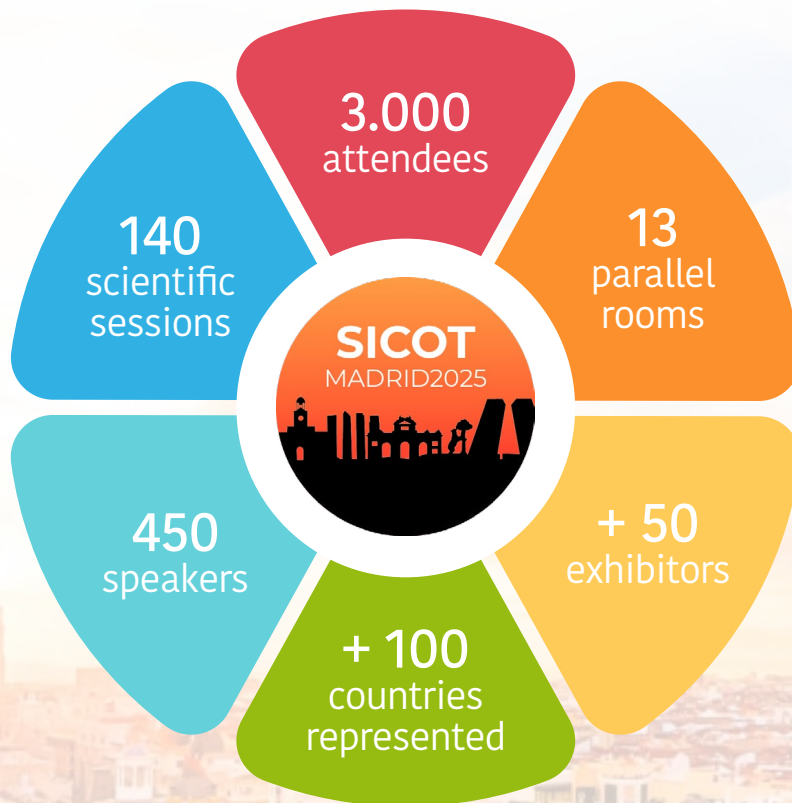 3.000
attendees
13
parallel
rooms
+ 50
exhibitors
+ 100
countries
represented
450
speakers
140
scientific
sessions
SICOT
MADRID2025